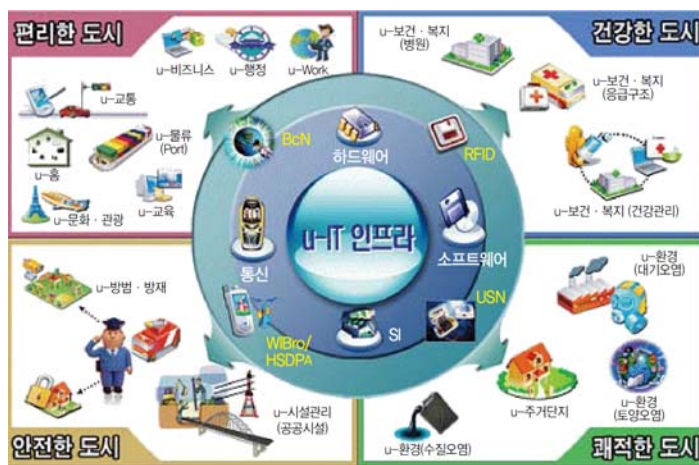 편리한 도시
u-비즈니스
u-행정
u-Work
u-교통
u-물류
(Port)
u-홈
u-교육
u-문화·관광
건강한 도시
u-보건·복지
(병원)
u-보건·복지
(응급구조)
u-보건·복지 (건강관리)
BcN
하드웨어
RFID
u-IT 인프라
통신
소프트웨어
WiBro/
HSDPA
SI
USN
u-방범·방재
u-시설관리
(공공시설)
안전한 도시
u-환경
(대기오염)
u-주거단지
u-환경
(토양오염)
u-환경(수질오염)
쾌적한 도시